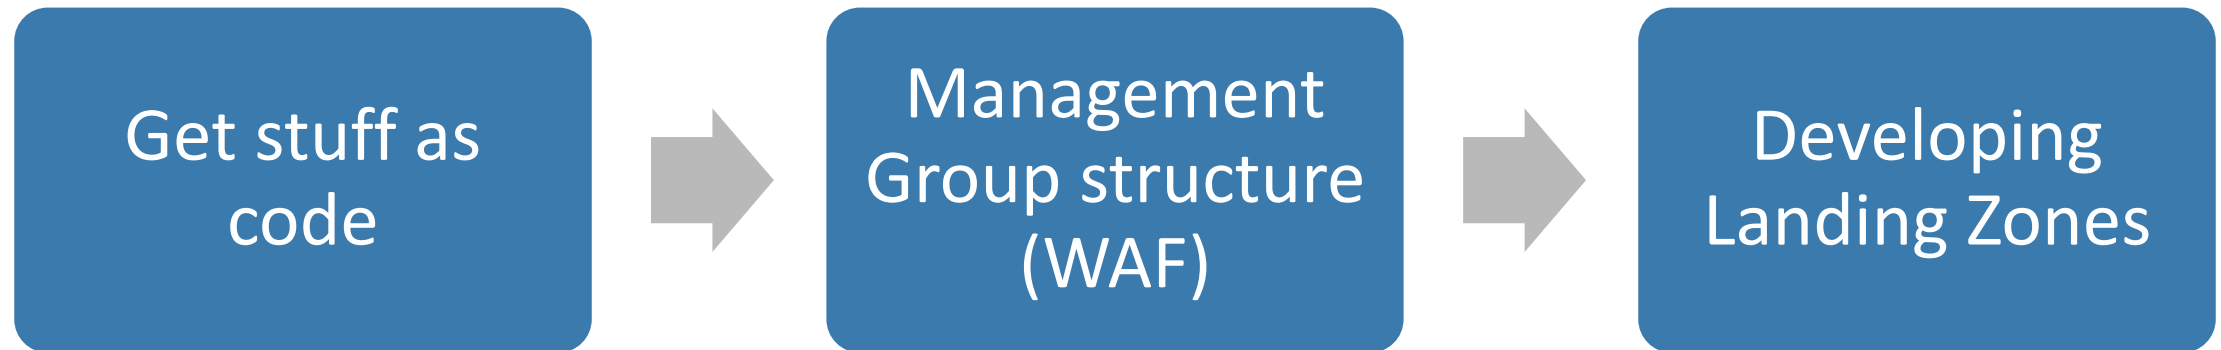 Get stuff as
code
Management
Group structure
(WAF)
Developing
Landing Zones